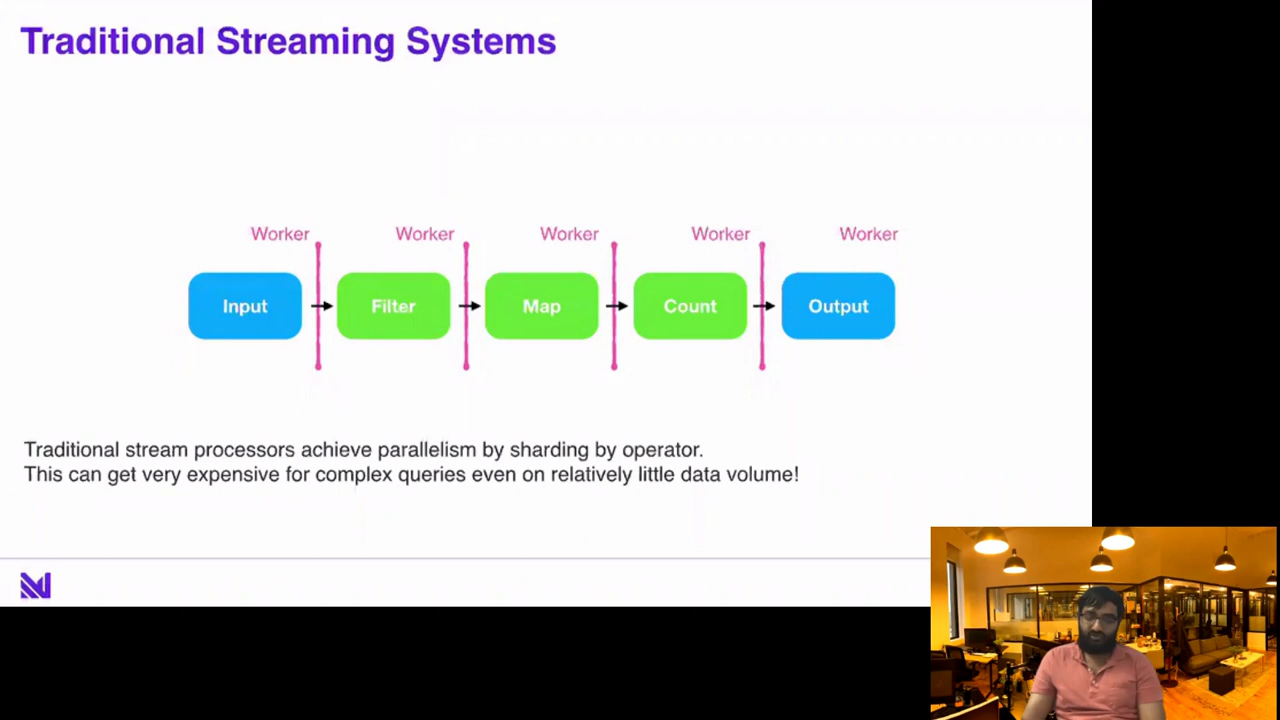 Traditional Streaming Systems
Worker Worker Worker Worker Worker
Input Filter Map Count Output
Traditional stream processors achieve parallelism by sharding by operator.
This can get very expensive for complex queries even on relatively little data volume!